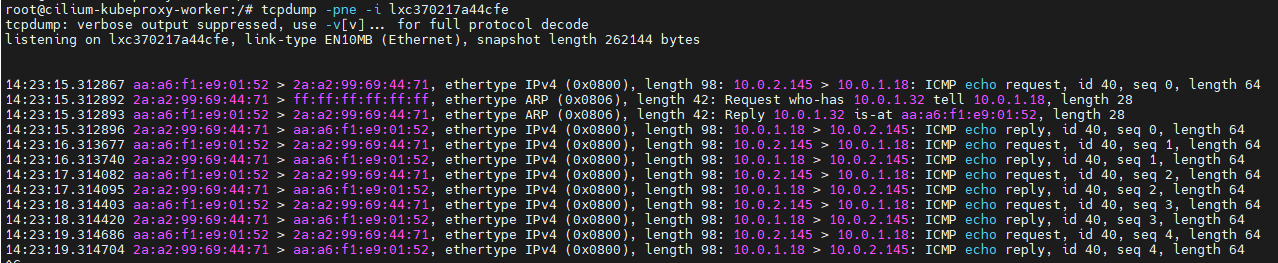 root@cilium-kubeproxy-worker:/# tcpdump -pne -i lxc370217a44cfe
tcpdump: verbose output suppressed, use -v[v]... for full protocol decode
listening on lxc370217a44cfe, link-type EN10MB (Ethernet), snapshot length 262144 bytes
14:23:15.312867 aa:a6:f1:e9:01:52 > 2a:a2:99:69:44:71, ethertype IPv4 (0x0800), length 98: 10.0.2.145 > 10.0.1.18: ICMP echo request, id 40, seq 0, length 64
14:23:15.312892 2a:a2:99:69:44:71 > ff:ff:ff:ff:ff:ff, ethertype ARP (0x0806), length 42: Request who-has 10.0.1.32 tell 10.0.1.18, length 28
14:23:15.312893 aa:a6:f1:e9:01:52 > 2a:a2:99:69:44:71, ethertype ARP (0x0806), length 42: Reply 10.0.1.32 is-at aa:a6:f1:e9:01:52, length 28
14:23:15.312896 2a:a2:99:69:44:71 > aa:a6:f1:e9:01:52, ethertype IPv4 (0x0800), length 98: 10.0.1.18 > 10.0.2.145: ICMP echo reply, id 40, seq 0, length 64
14:23:16.313677 aa:a6:f1:e9:01:52 > 2a:a2:99:69:44:71, ethertype IPv4 (0x0800), length 98: 10.0.2.145 > 10.0.1.18: ICMP echo request, id 40, seq 1, length 64
14:23:16.313740 2a:a2:99:69:44:71 > aa:a6:f1:e9:01:52, ethertype IPv4 (0x0800), length 98: 10.0.1.18 > 10.0.2.145: ICMP echo reply, id 40, seq 1, length 64
14:23:17.314082 aa:a6:f1:e9:01:52 > 2a:a2:99:69:44:71, ethertype IPv4 (0x0800), length 98: 10.0.2.145 > 10.0.1.18: ICMP echo request, id 40, seq 2, length 64
14:23:17.314095 2a:a2:99:69:44:71 > aa:a6:f1:e9:01:52, ethertype IPv4 (0x0800), length 98: 10.0.1.18 > 10.0.2.145: ICMP echo reply, id 40, seq 2, length 64
14:23:18.314403 aa:a6:f1:e9:01:52 > 2a:a2:99:69:44:71, ethertype IPv4 (0x0800), length 98: 10.0.2.145 > 10.0.1.18: ICMP echo request, id 40, seq 3, length 64
14:23:18.314420 2a:a2:99:69:44:71 > aa:a6:f1:e9:01:52, ethertype IPv4 (0x0800), length 98: 10.0.1.18 > 10.0.2.145: ICMP echo reply, id 40, seq 3, length 64
14:23:19.314686 aa:a6:f1:e9:01:52 > 2a:a2:99:69:44:71, ethertype IPv4 (0x0800), length 98: 10.0.2.145 > 10.0.1.18: ICMP echo request, id 40, seq 4, length 64
14:23:19.314704 2a:a2:99:69:44:71 > aa:a6:f1:e9:01:52, ethertype IPv4 (0x0800), length 98: 10.0.1.18 > 10.0.2.145: ICMP echo reply, id 40, seq 4, length 64